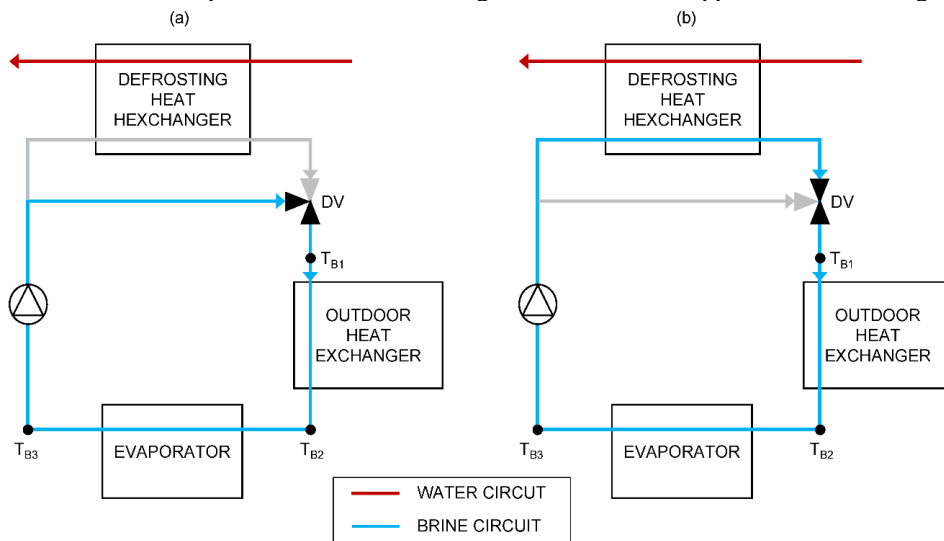 (a)
(b)
DEFROSTING
HEAT
HEXCHANGER
DEFROSTING
HEAT
HEXCHANGER
DV
DV
TB1
TB1
OUTDOOR
HEAT
EXCHANGER
OUTDOOR
HEAT
EXCHANGER
EVAPORATOR
EVAPORATOR
TB3
TB2
TB3
TB2
WATER CIRCUT
BRINE CIRCUIT